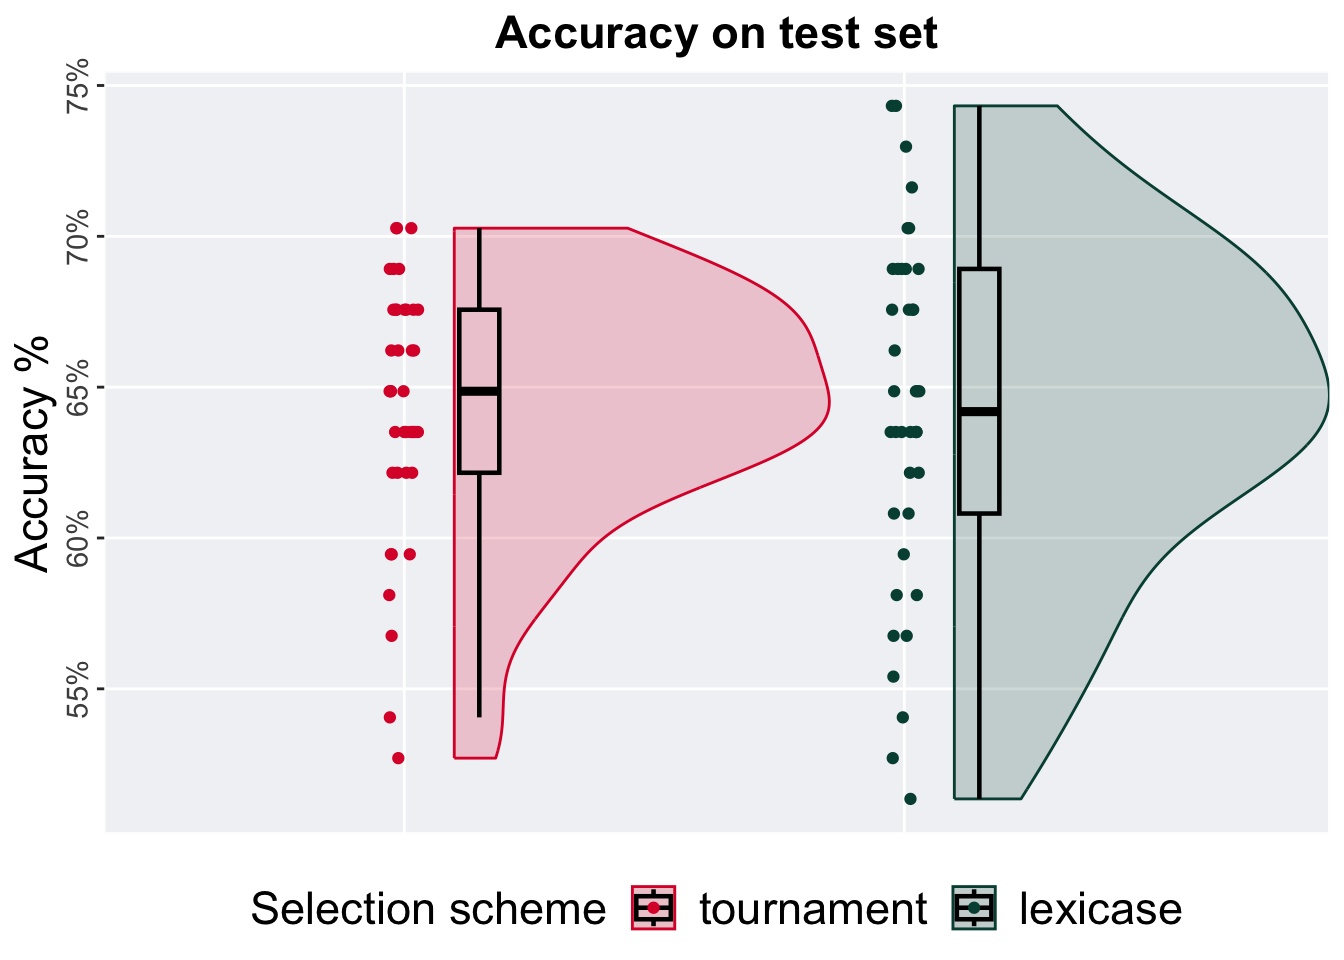 Accuracy on test set
Accuracy %
75%
70%
65%
60%
55%
Selection scheme tournament lexicase